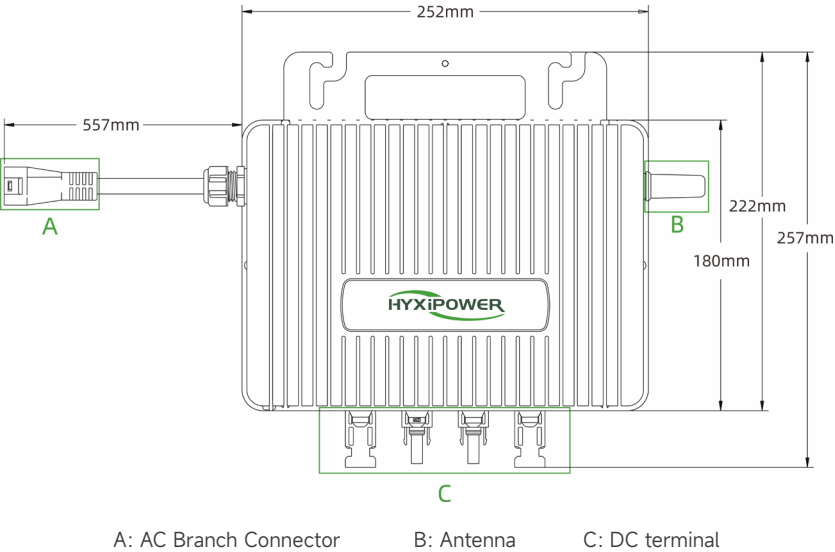 252mm
557mm
A
B
222mm
257mm
180mm
HYXiPOWER
C
A: AC Branch Connector B: Antenna C: DC terminal